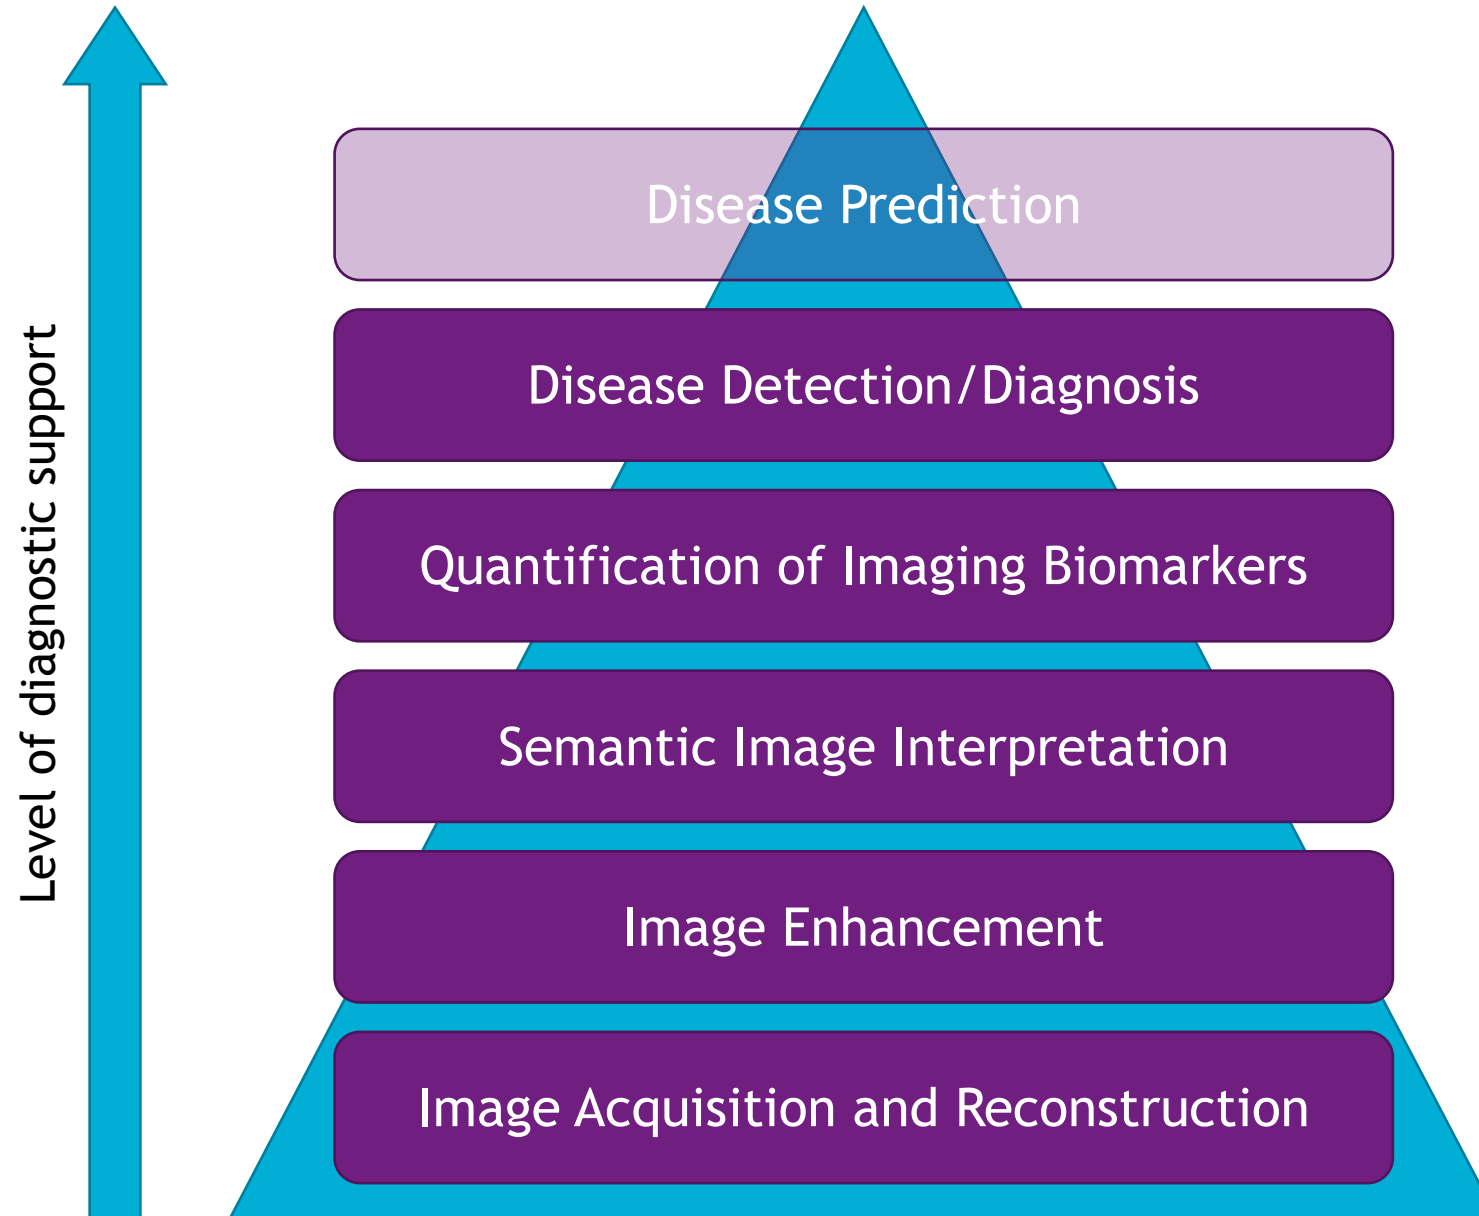 Level of diagnostic support
Disease Prediction
Disease Detection/Diagnosis
Quantification of Imaging Biomarkers
Semantic Image Interpretation
Image Enhancement
Image Acquisition and Reconstruction